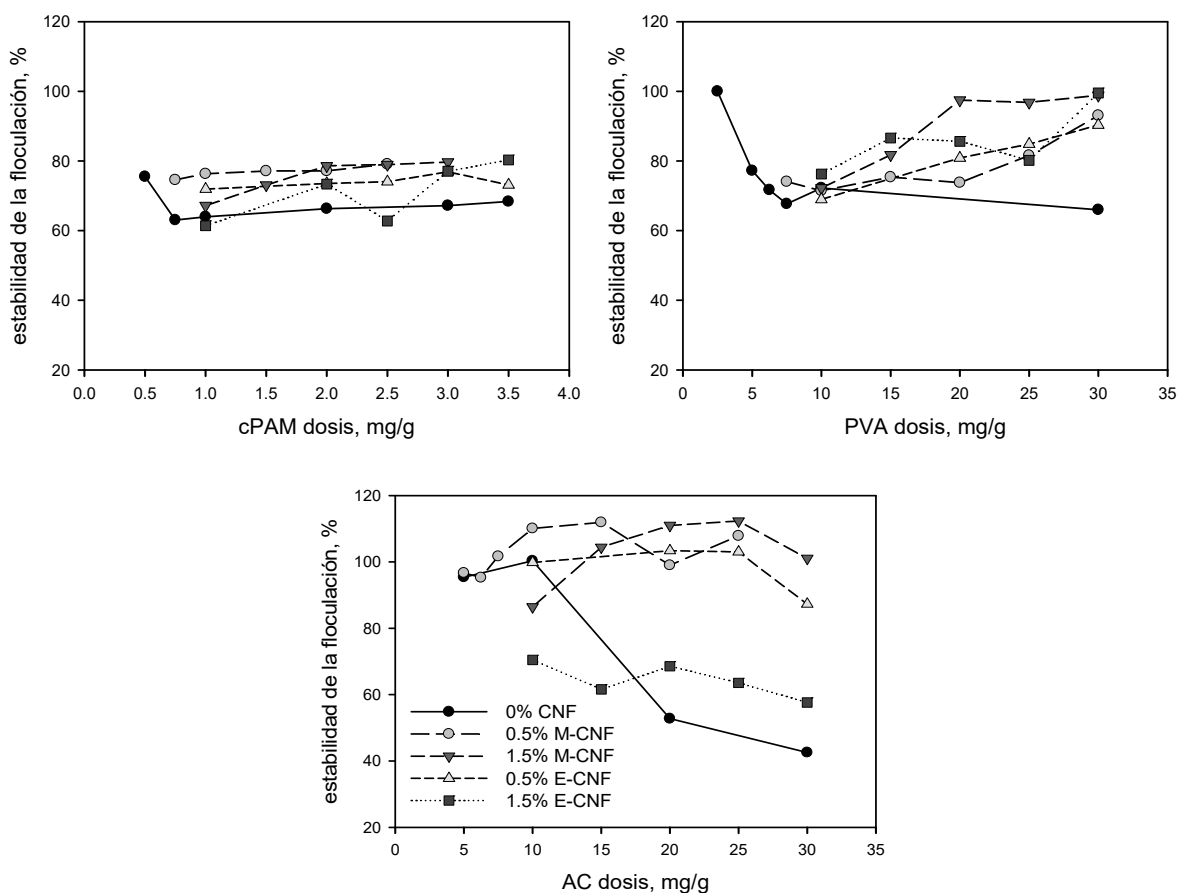 estabilidad de la floculación, %
120
100
80
60
40
20
0.0 0.5 1.0 1.5 2.0 2.5 3.0 3.5 4.0
cPAM dosis, mg/g
estabilidad de la floculación, %
120
100
80
60
40
20
0 5 10 15 20 25 30 35
PVA dosis, mg/g
estabilidad de la floculación, %
120
100
80
60
40
20
0% CNF
0.5% M-CNF
1.5% M-CNF
0.5% E-CNF
1.5% E-CNF
0 5 10 15 20 25 30 35
AC dosis, mg/g